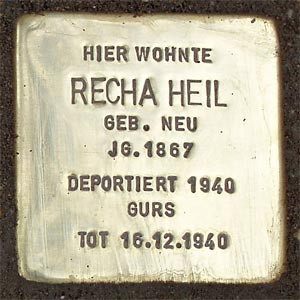 HIER WOHNTE
RECHA HEIL
GEB. NEU
JG. 1867
DEPORTIERT 1940
GURS
TOT 16.12.1940